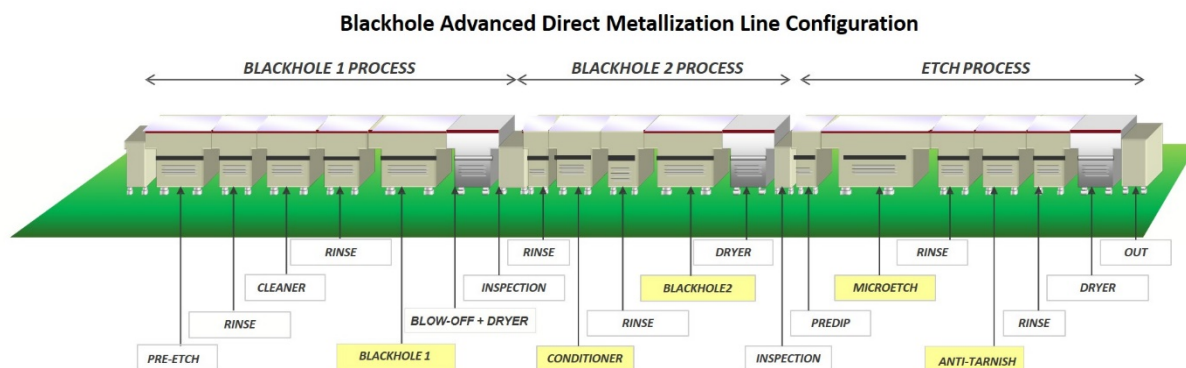 Blackhole Advanced Direct Metallization Line Configuration
BLACKHOLE 1 PROCESS
BLACKHOLE 2 PROCESS
ETCH PROCESS
PRE-ETCH
RINSE
CLEANER
RINSE
BLACKHOLE 1
BLOW-OFF + DRYER
INSPECTION
RINSE
CONDITIONER
RINSE
BLACKHOLE2
DRYER
INSPECTION
PREDIP
MICROETCH
RINSE
ANTI-TARNISH
RINSE
DRYER
OUT